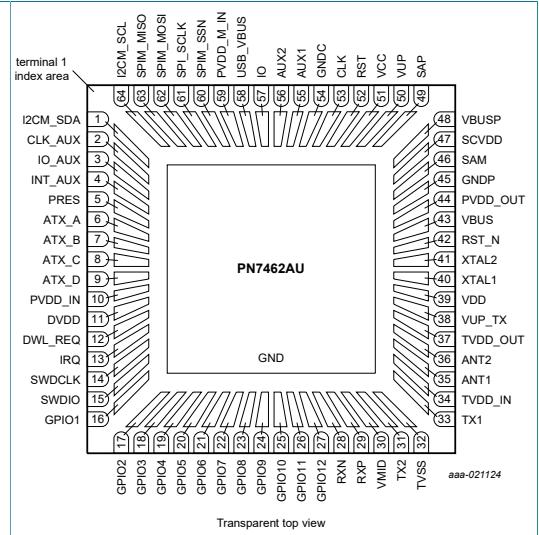 terminal 1
index area
I2CM_SCL
SPIM_MISO
SPIM_MOSI
SPI_SCLK
SPIM_SSN
PVDD_M_IN
USB_VBUS
IO
AUX2
AUX1
GNDC
CLK
RST
VCC
VUP
SAP
64
63
62
61
60
59
58
57
56
55
54
53
52
51
50
49
I2CM_SDA 1
CLK_AUX 2
IO_AUX 3
INT_AUX 4
PRES 5
ATX_A 6
ATX_B 7
ATX_C 8
ATX_D 9
PVDD_IN 10
DVDD 11
DWL_REQ 12
IRQ 13
SWDCLK 14
SWDIO 15
GPIO1 16
PN7462AU
GND
48 VBUSP
47 SCVDD
46 SAM
45 GNDP
44 PVDD_OUT
43 VBUS
42 RST_N
41 XTAL2
40 XTAL1
39 VDD
38 VUP_TX
37 TVDD_OUT
36 ANT2
35 ANT1
34 TVDD_IN
33 TX1
17
18
19
20
21
22
23
24
25
26
27
28
29
30
31
32
GPIO2
GPIO3
GPIO4
GPIO5
GPIO6
GPIO7
GPIO8
GPIO9
GPIO10
GPIO11
GPIO12
RXN
RXP
VMID
TX2
TVSS
aaa-021124
Transparent top view